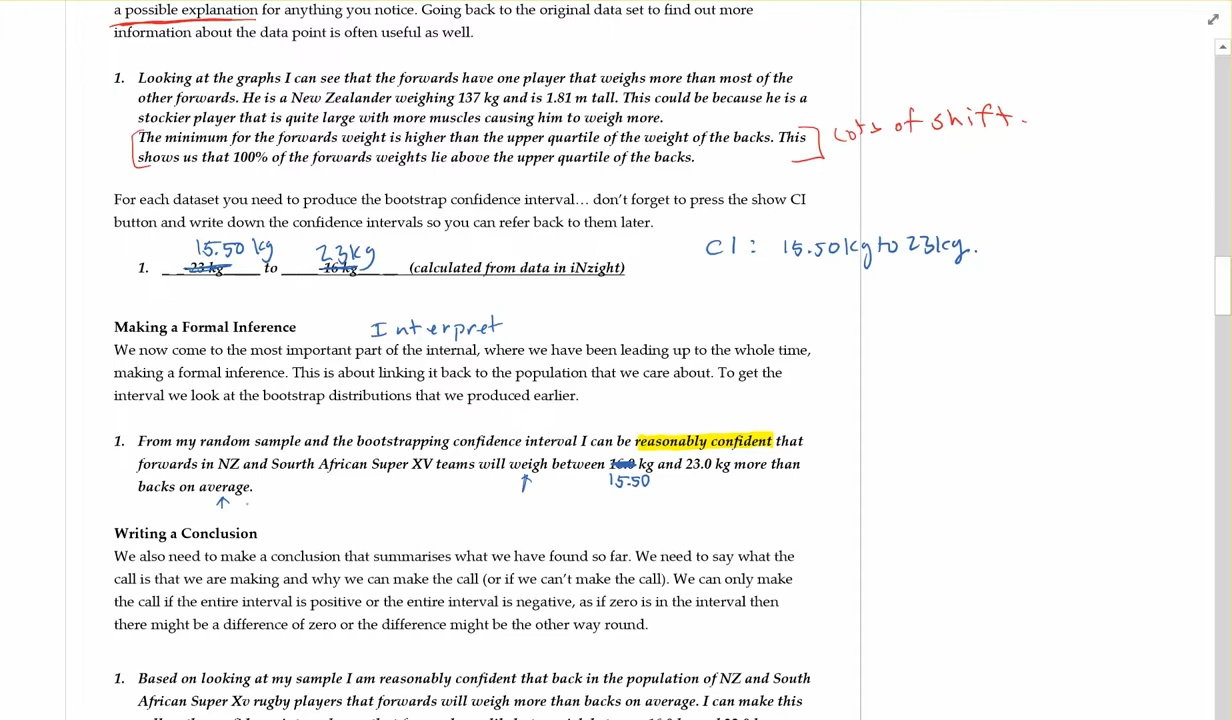 a possible explanation for anything you notice. Going back to the original data set to find out more
information about the data point is often useful as well.
1. Looking at the graphs I can see that the forwards have one player that weighs more than most of the
other forwards. He is a New Zealander weighing 137 kg and is 1.81 m tall. This could be because he is a
stockier player that is quite large with more muscles causing him to weigh more.
The minimum for the forwards weight is higher than the upper quartile of the weight of the backs. This
shows us that 100% of the forwards weights lie above the upper quartile of the backs.
Lots of shift.
For each dataset you need to produce the bootstrap confidence interval… don't forget to press the show CI
button and write down the confidence intervals so you can refer back to them later.
15.50 kg 23kg
CI: 15.50kg to 23kg.
1. 23 kg to 16 kg (calculated from data in iNzight)
Making a Formal Inference
Interpret
We now come to the most important part of the internal, where we have been leading up to the whole time,
making a formal inference. This is about linking it back to the population that we care about. To get the
interval we look at the bootstrap distributions that we produced earlier.
1. From my random sample and the bootstrapping confidence interval I can be reasonably confident that
forwards in NZ and Sourth African Super XV teams will weigh between kg and 23.0 kg more than
15.50
backs on average.
Writing a Conclusion
We also need to make a conclusion that summarises what we have found so far. We need to say what the
call is that we are making and why we can make the call (or if we can't make the call). We can only make
the call if the entire interval is positive or the entire interval is negative, as if zero is in the interval then
there might be a difference of zero or the difference might be the other way round.
1. Based on looking at my sample I am reasonably confident that back in the population of NZ and South
African Super Xv rugby players that forwards will weigh more than backs on average. I can make this